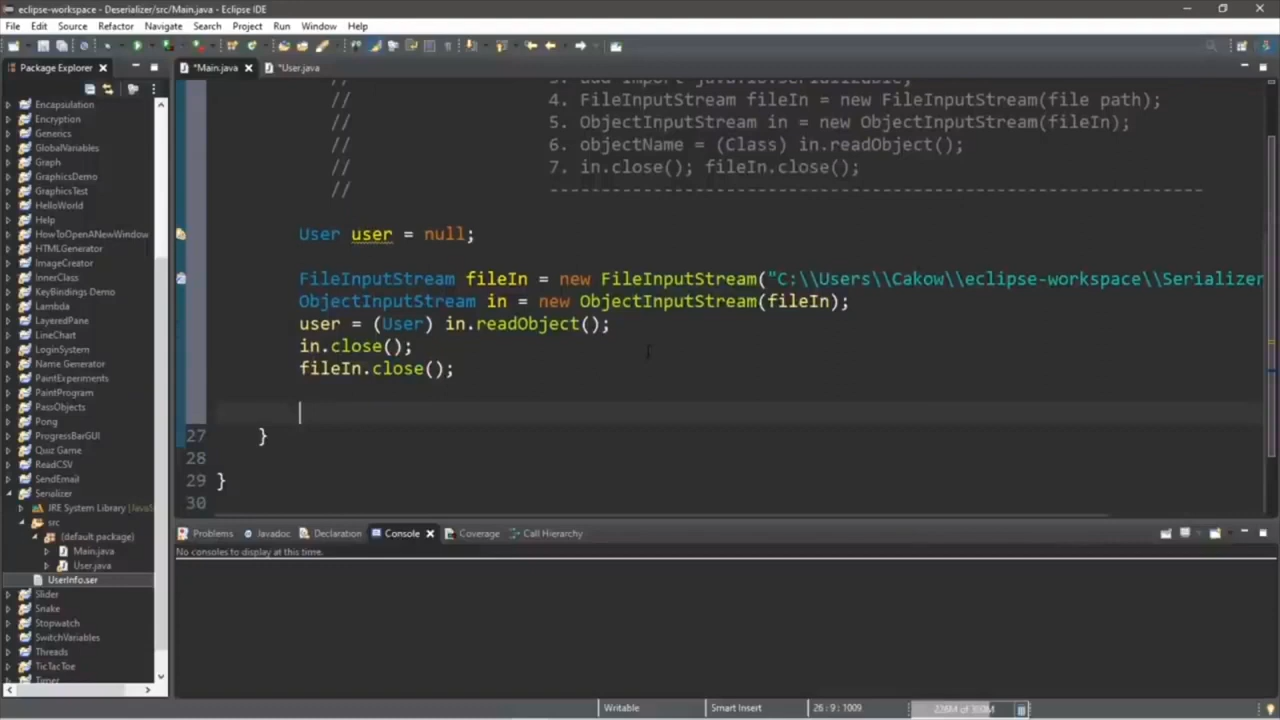 eclipse-workspace - Deserializer/src/Main.java - Eclipse IDE
File Edit Source Refactor Navigate Search Project Run Window Help
Package Explorer
*Main.java
*User.java
Encapsulation
Encryption
Generics
GlobalVariables
Graph
GraphicsDemo
GraphicsTest
HelloWorld
Help
HowToOpenANewWindow
HTMLGenerator
ImageCreator
InnerClass
KeyBindings Demo
Lambda
LayeredPane
LineChart
LoginSystem
Name Generator
PaintExperiments
PaintProgram
PassObjects
Pong
ProgressBarGUI
Quiz Game
ReadCSV
SendEmail
Serializer
JRE System Library
src
(default package)
Main.java
User.java
UserInfo.ser
Slider
Snake
Stopwatch
SwitchVariables
Threads
TicTacToe
Timer
// 3. add import java.io.Serializable;
// 4. FileInputStream fileIn = new FileInputStream(file path);
// 5. ObjectInputStream in = new ObjectInputStream(fileIn);
// 6. objectName = (Class) in.readObject();
// 7. in.close(); fileIn.close();
// ---------------------------------------------------------------
User user = null;
FileInputStream fileIn = new FileInputStream("C:\\Users\\Cakow\\eclipse-workspace\\Serializer
ObjectInputStream in = new ObjectInputStream(fileIn);
user = (User) in.readObject();
in.close();
fileIn.close();
27 }
28
29 }
30
Problems Javadoc Declaration Console Coverage Call Hierarchy
No consoles to display at this time.
Writable Smart Insert 26 : 9 : 1009